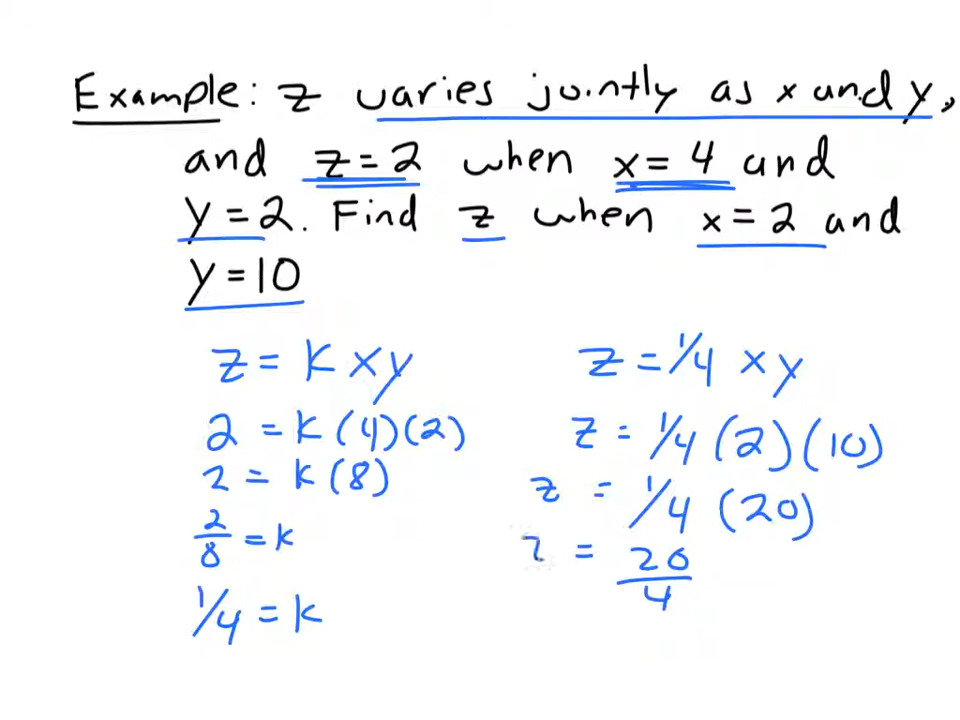 Example: z varies jointly as x and y,
and z = 2 when x = 4 and
y = 2. Find z when x = 2 and
y = 10
z = k x y
2 = k (4)(2)
2 = k (8)
2/8 = k
1/4 = k
z = 1/4 x y
z = 1/4 (2)(10)
z = 1/4 (20)
z = 20/4